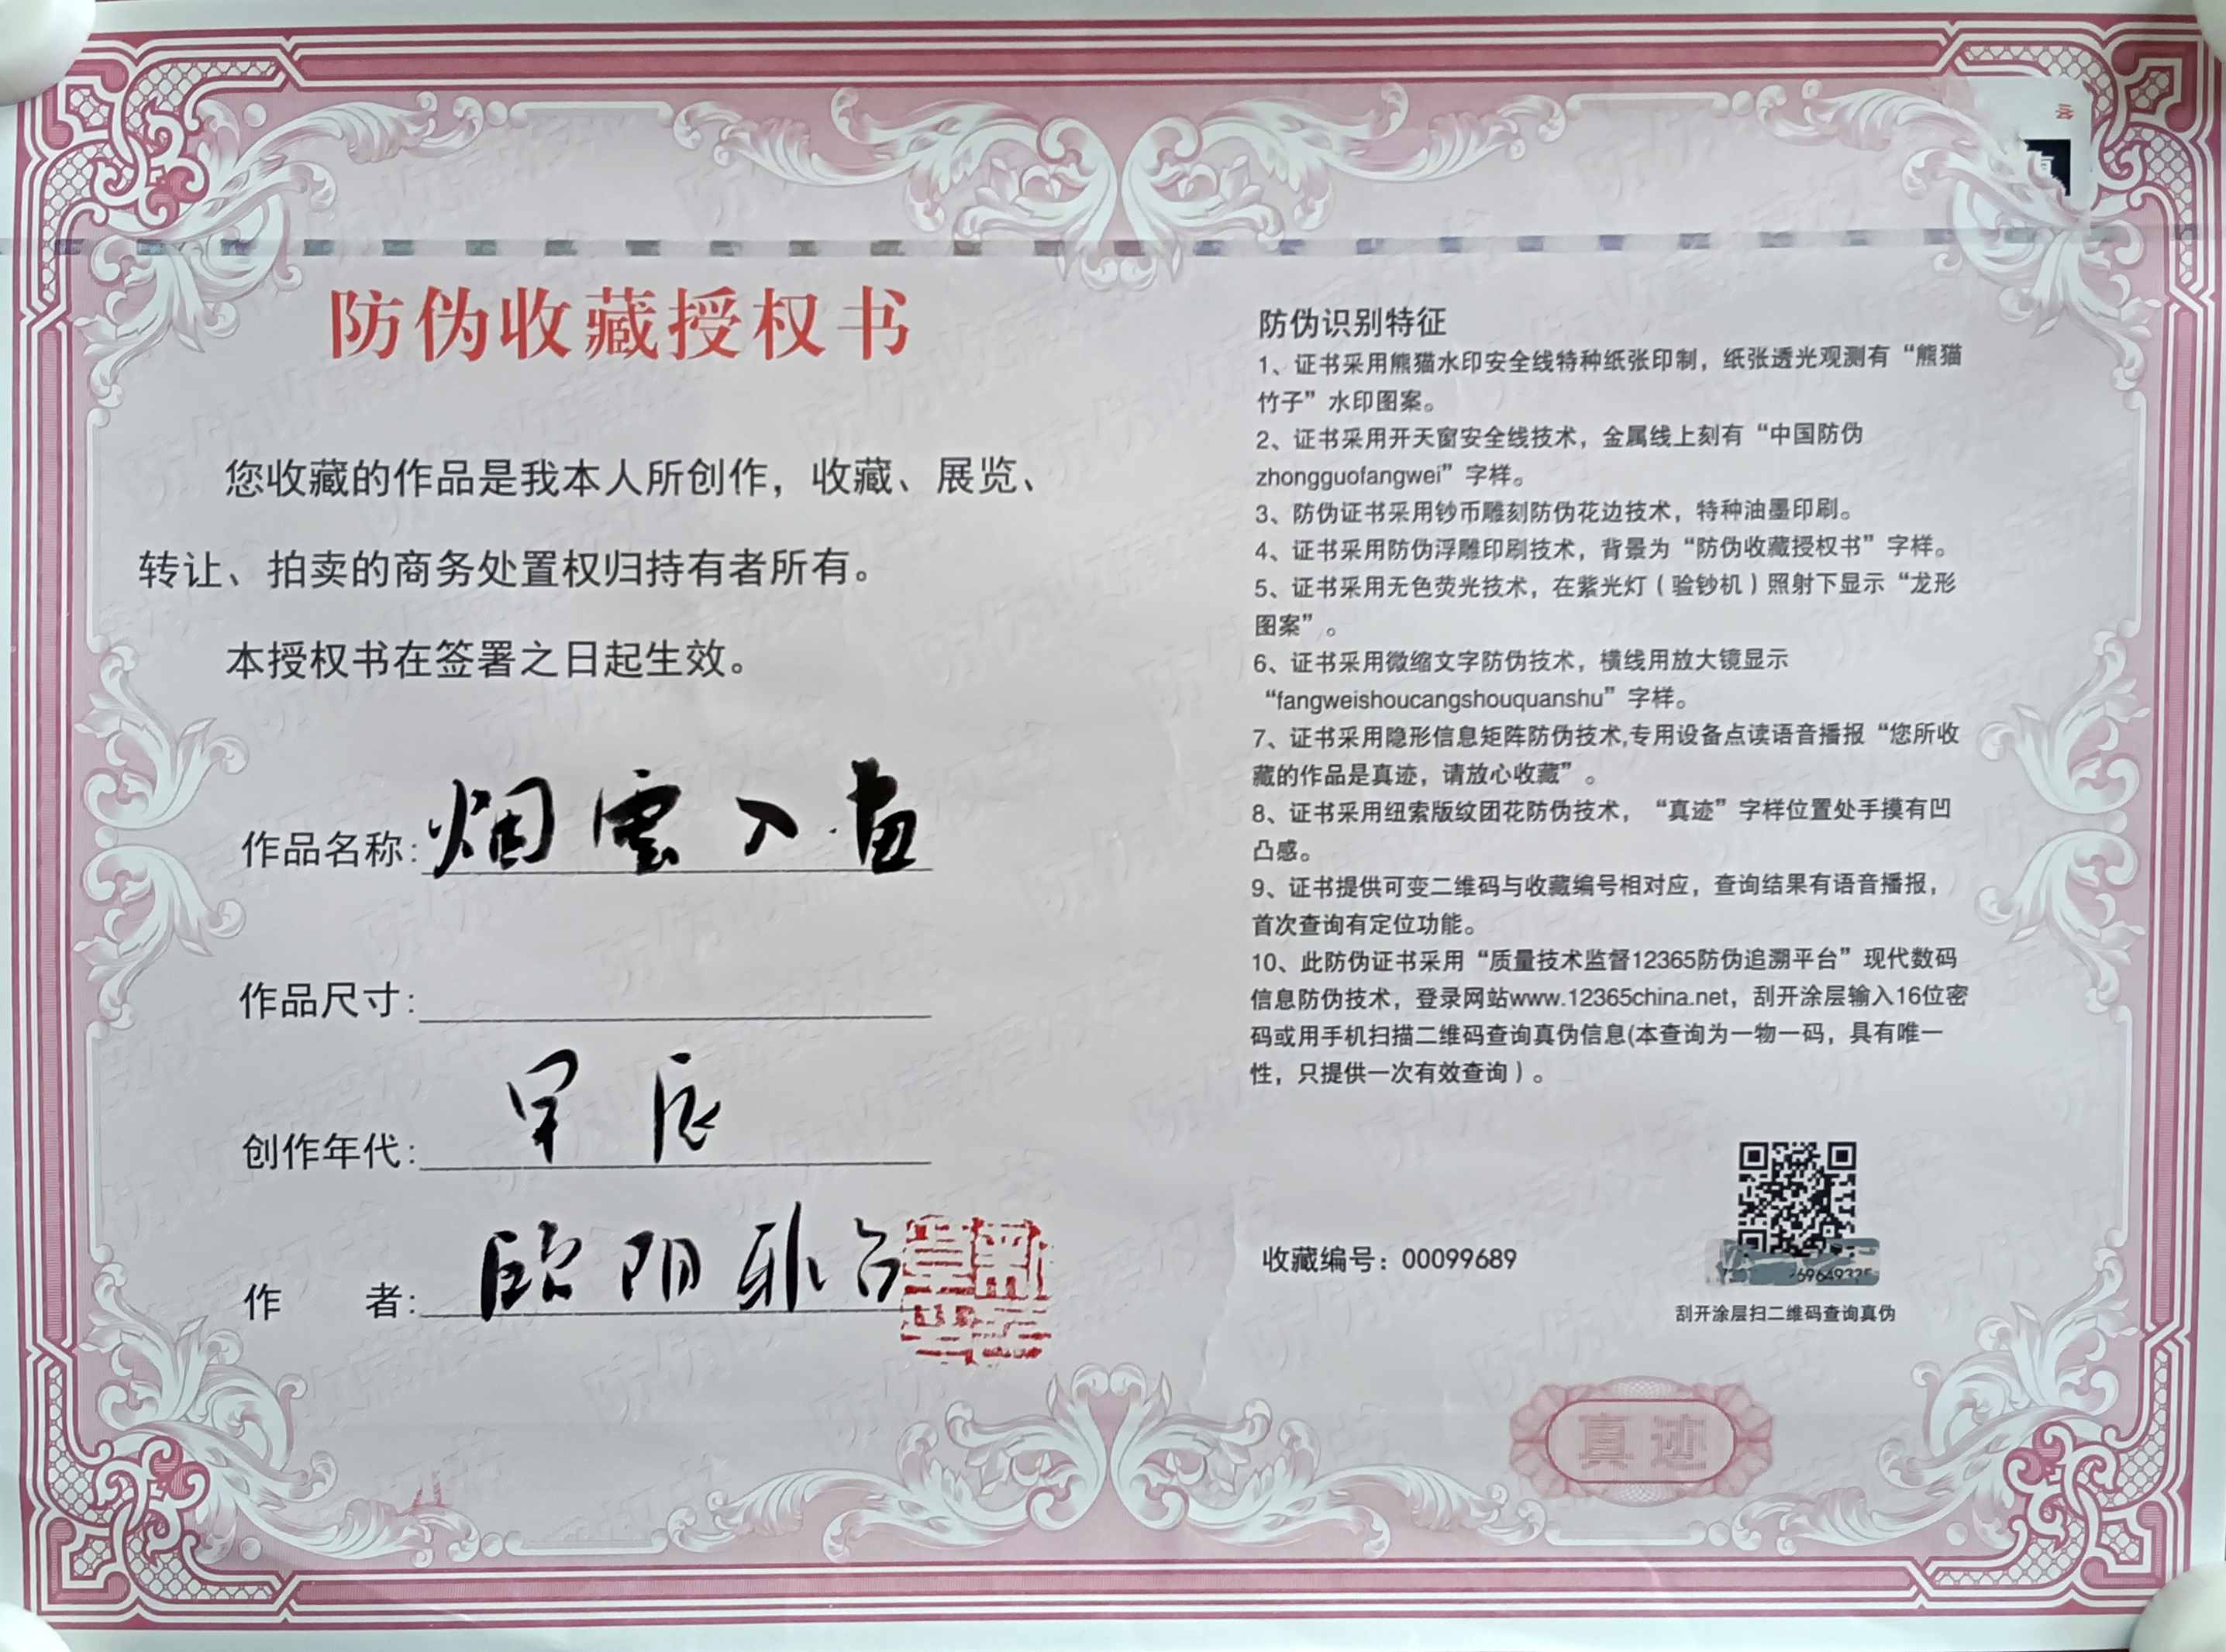 防伪收藏授权书
您收藏的作品是我本人所创作，收藏、展览、
转让、拍卖的商务处置权归持有者所有。
本授权书在签署之日起生效。
作品名称: 烟雲入画
作品尺寸:
创作年代:
作 者: 欧阳
防伪识别特征
1、证书采用熊猫水印安全线特种纸张印制，纸张透光观测有“熊猫
竹子”水印图案。
2、证书采用开天窗安全线技术，金属线上刻有“中国防伪
zhongguofangwei”字样。
3、防伪证书采用钞币雕刻防伪花边技术，特种油墨印刷。
4、证书采用防伪浮雕印刷技术，背景为“防伪收藏授权书”字样。
5、证书采用无色荧光技术，在紫光灯（验钞机）照射下显示“龙形
图案”。
6、证书采用微缩文字防伪技术，横线用放大镜显示
“fangweishoucangshouquanshu”字样。
7、证书采用隐形信息矩阵防伪技术,专用设备点读语音播报“您所收
藏的作品是真迹，请放心收藏”。
8、证书采用纽索版纹团花防伪技术，“真迹”字样位置处手摸有凹
凸感。
9、证书提供可变二维码与收藏编号相对应，查询结果有语音播报，
首次查询有定位功能。
10、此防伪证书采用“质量技术监督12365防伪追溯平台”现代数码
信息防伪技术，登录网站www.12365china.net，刮开涂层输入16位密
码或用手机扫描二维码查询真伪信息(本查询为一物一码，具有唯一
性，只提供一次有效查询）。
收藏编号：00099689
刮开涂层扫二维码查询真伪
真迹